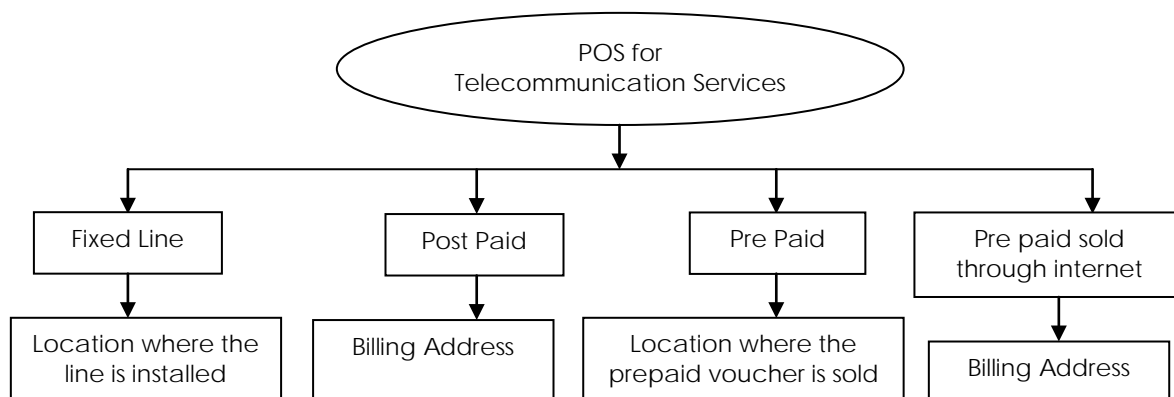 POS for
Telecommunication Services
Fixed Line
Post Paid
Pre Paid
Pre paid sold
through internet
Location where the
line is installed
Billing Address
Location where the
prepaid voucher is sold
Billing Address